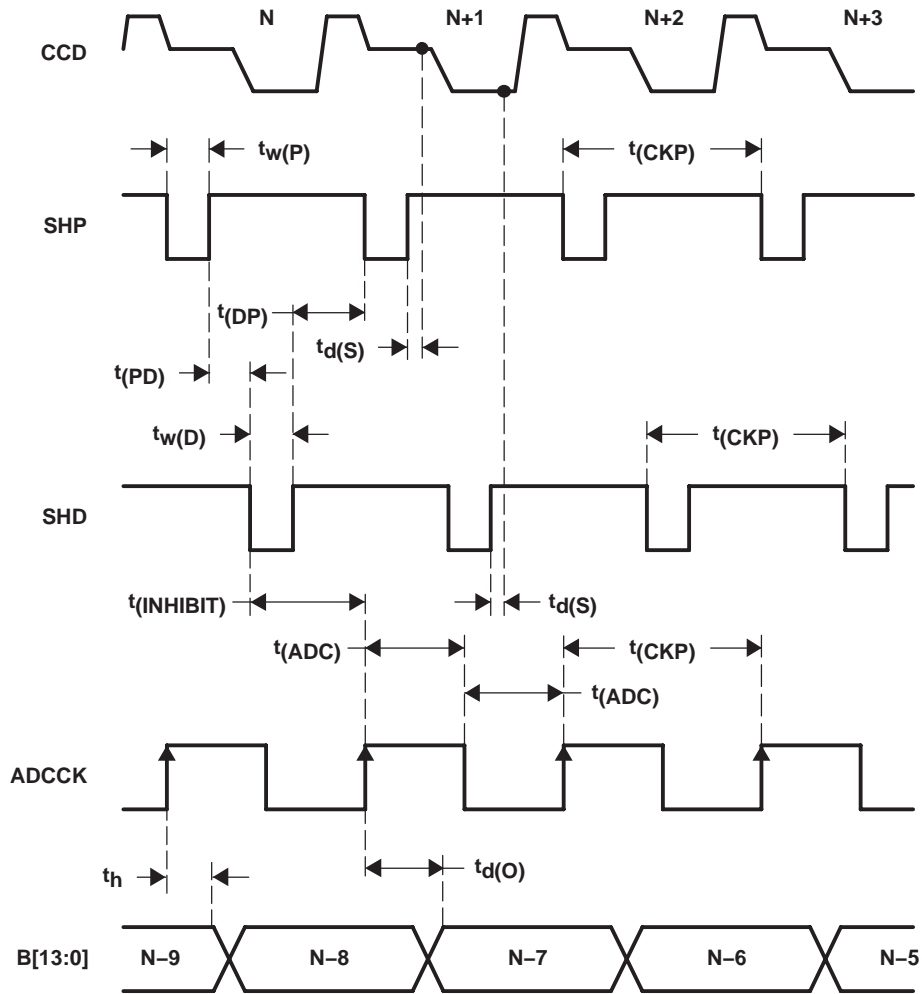 N N+1 N+2 N+3
CCD
tw(P) t(CKP)
SHP
t(DP)
td(S)
t(PD)
tw(D) t(CKP)
SHD
t(INHIBIT) td(S)
t(ADC) t(CKP)
t(ADC)
ADCCK
th td(O)
B[13:0] N–9 N–8 N–7 N–6 N–5